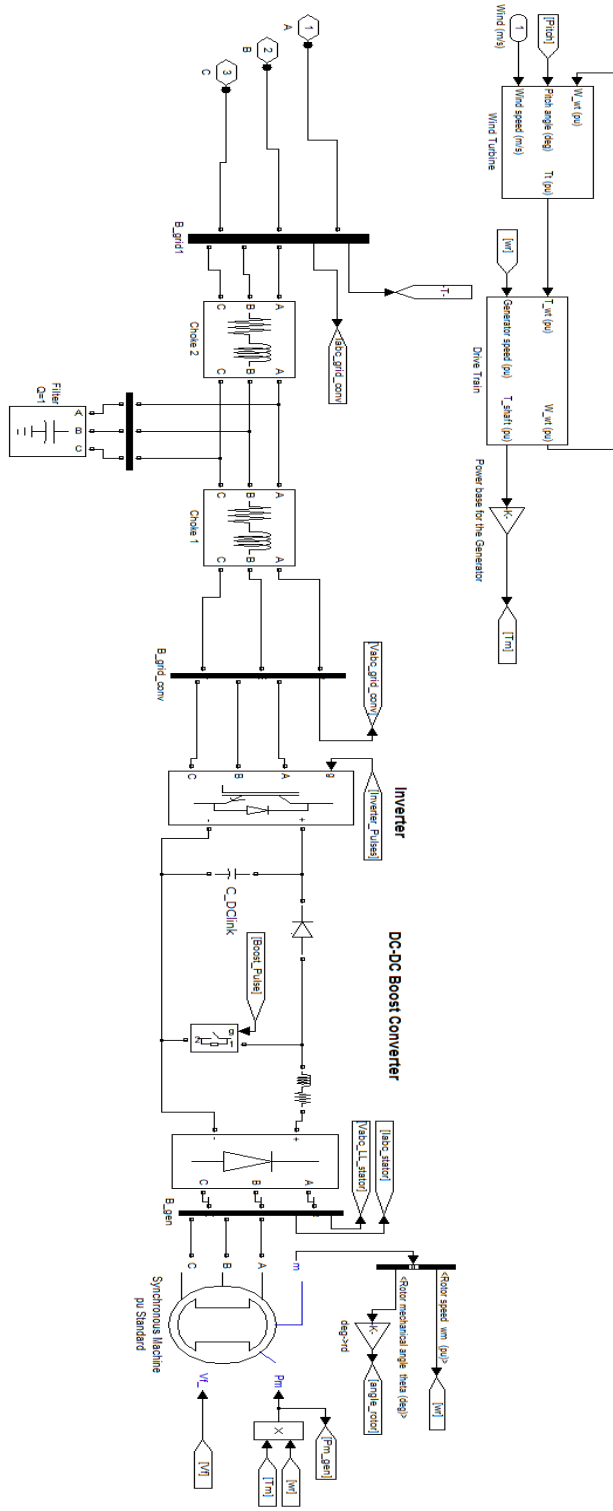 Wind (m/s)
1
[Pitch]
W_wt (pu)
Pitch angle (deg)
Wind speed (m/s)
Tt (pu)
Wind Turbine
[wr]
T_wt (pu)
Generator speed (pu)
W_wt (pu)
T_shaft (pu)
Drive Train
-K-
Power base for the Generator
[Tm]
1
A
2
B
3
C
B_grid1
-T-
Iabc_grid_conv]
A
B
C
A
B
C
Choke 2
A
B
C
Filter
Q=1
A
B
C
A
B
C
Choke 1
B_grid_conv
[Vabc_grid_conv]
Inverter
[Inverter_Pulses]
g
A
B
C
+
-
C_DClink
DC-DC Boost Converter
[Boost_Pulse]
g
1
2
+
-
A
B
C
B_gen
[Vabc_LL_stator]
[Iabc_stator]
m
A
B
C
Synchronous Machine
pu Standard
Pm
Vf_
<Rotor speed wm (pu)>
[wr]
<Rotor mechanical angle theta (deg)>
-K-
deg->rd
[angle_rotor]
[Pm_gen]
X
[wr]
[Tm]
[Vf]